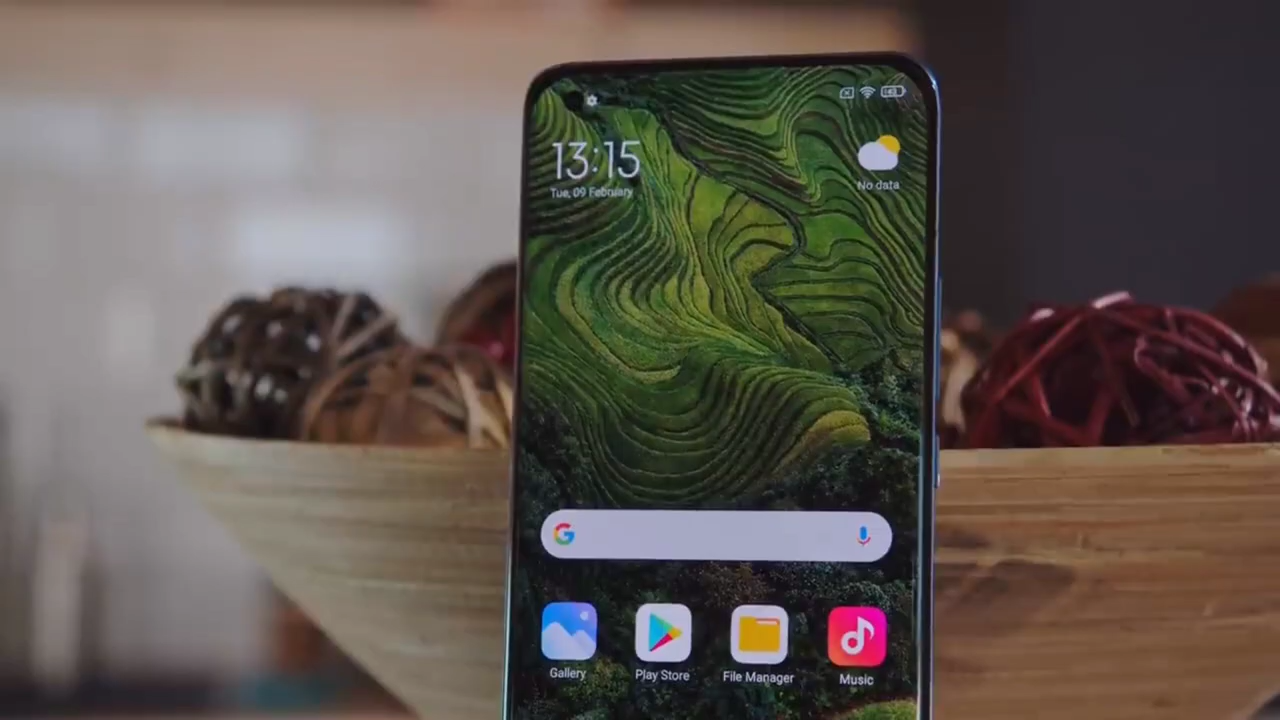 13:15
Tue, 09 February
No data
G
Gallery
Play Store
File Manager
Music